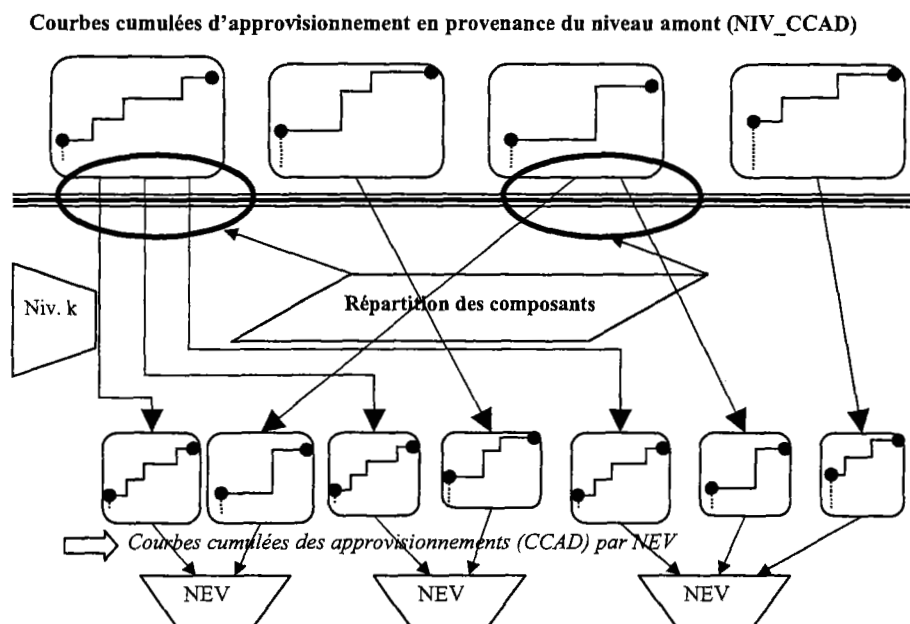 Courbes cumulées d'approvisionnement en provenance du niveau amont (NIV_CCAD)
Niv. k
Répartition des composants
Courbes cumulées des approvisionnements (CCAD) par NEV
NEV
NEV
NEV